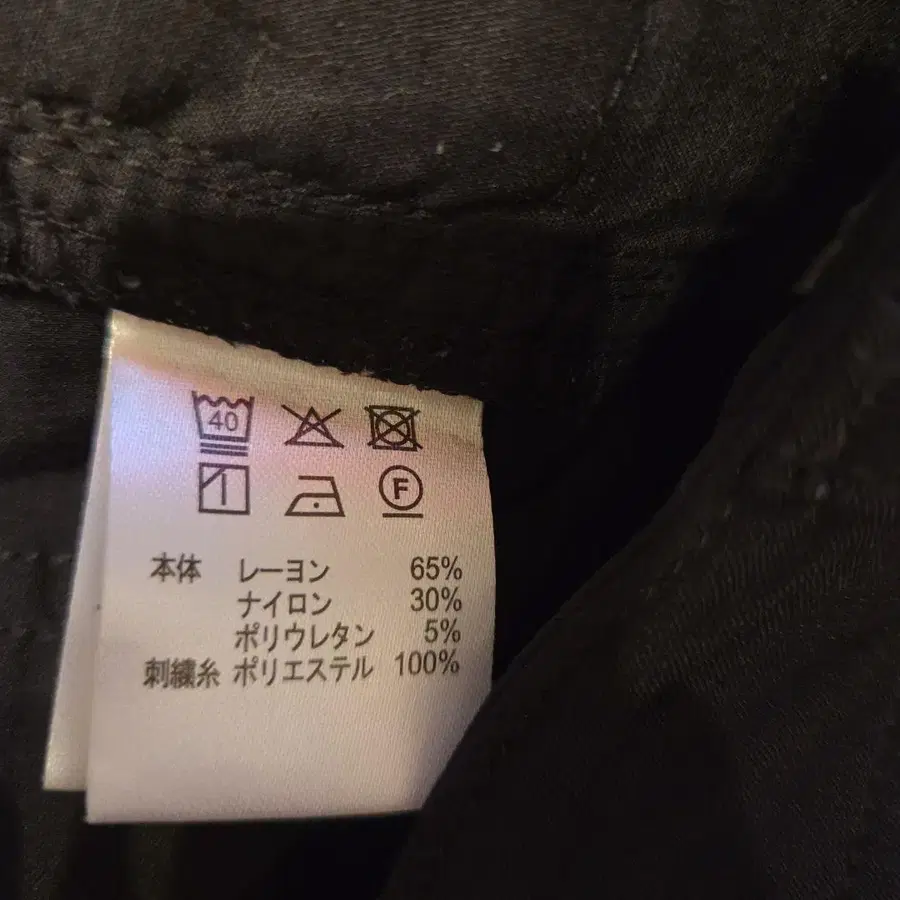 40
F
本体 レーヨン 65%
ナイロン 30%
ポリウレタン 5%
刺繍糸 ポリエステル 100%